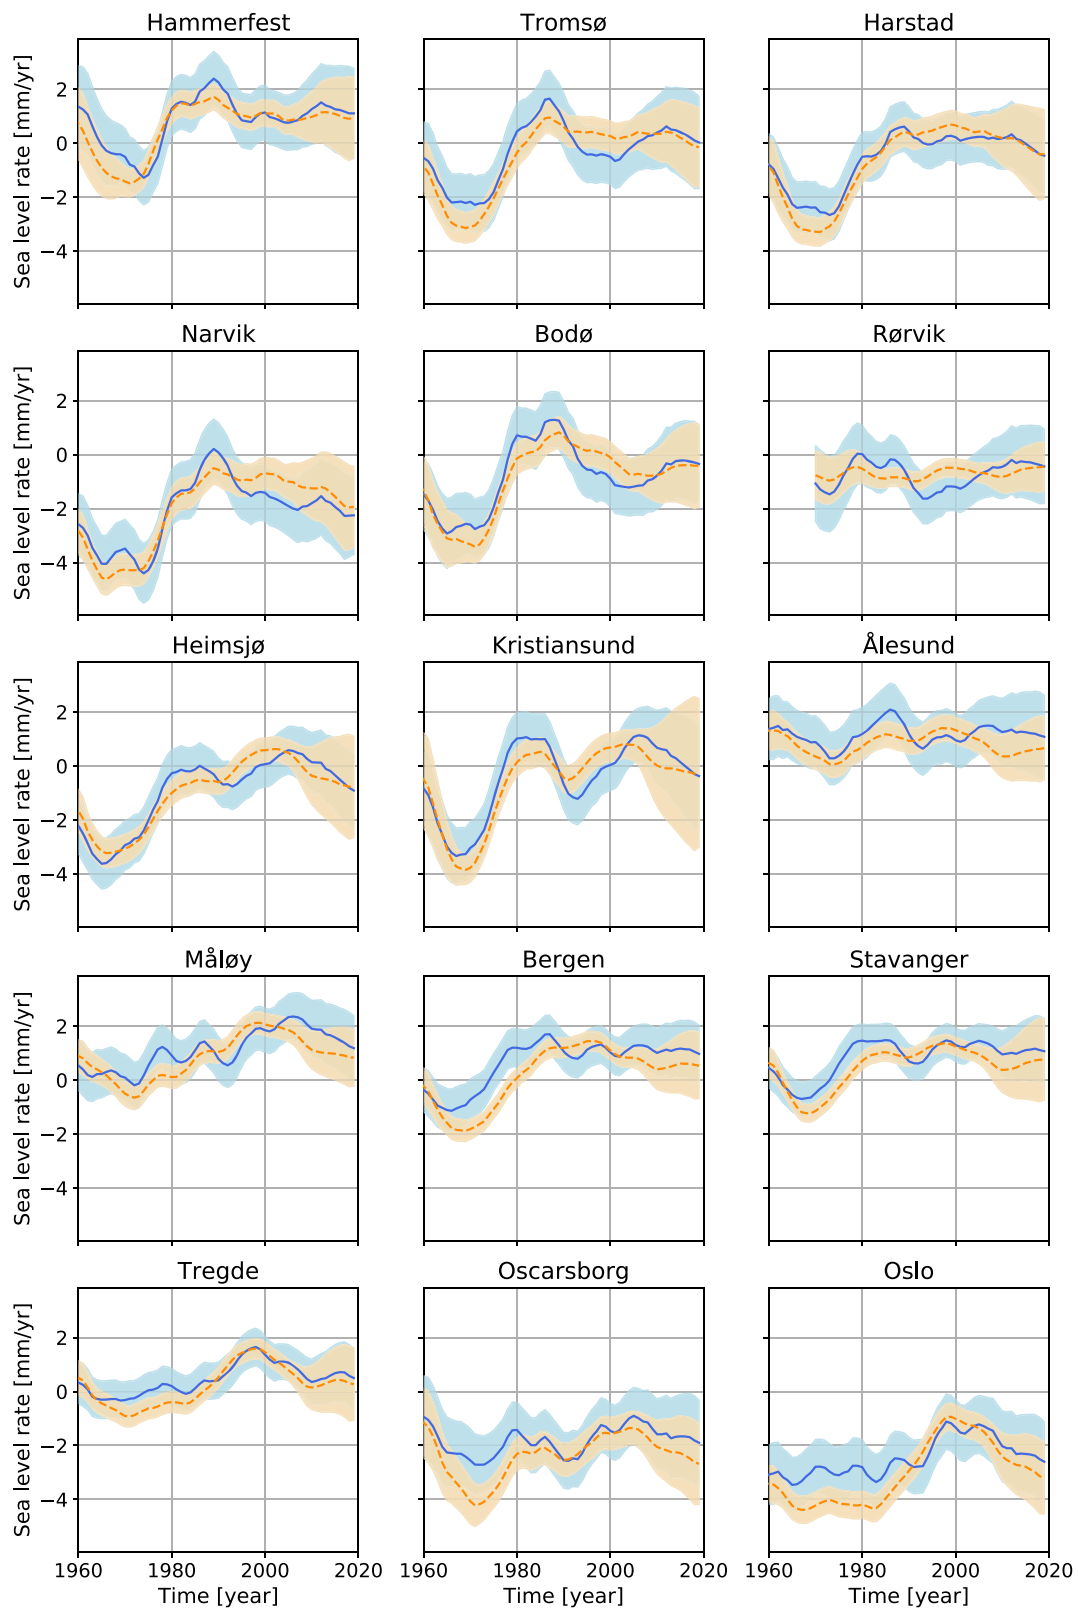 Hammerfest Tromsø Harstad
Sea level rate [mm/yr]
2
0
−2
−4
Narvik Bodø Rørvik
Sea level rate [mm/yr]
2
0
−2
−4
Heimsjø Kristiansund Ålesund
Sea level rate [mm/yr]
2
0
−2
−4
Måløy Bergen Stavanger
Sea level rate [mm/yr]
2
0
−2
−4
Tregde Oscarsborg Oslo
Sea level rate [mm/yr]
2
0
−2
−4
1960 1980 2000 2020 1960 1980 2000 2020 1960 1980 2000 2020
Time [year] Time [year] Time [year]